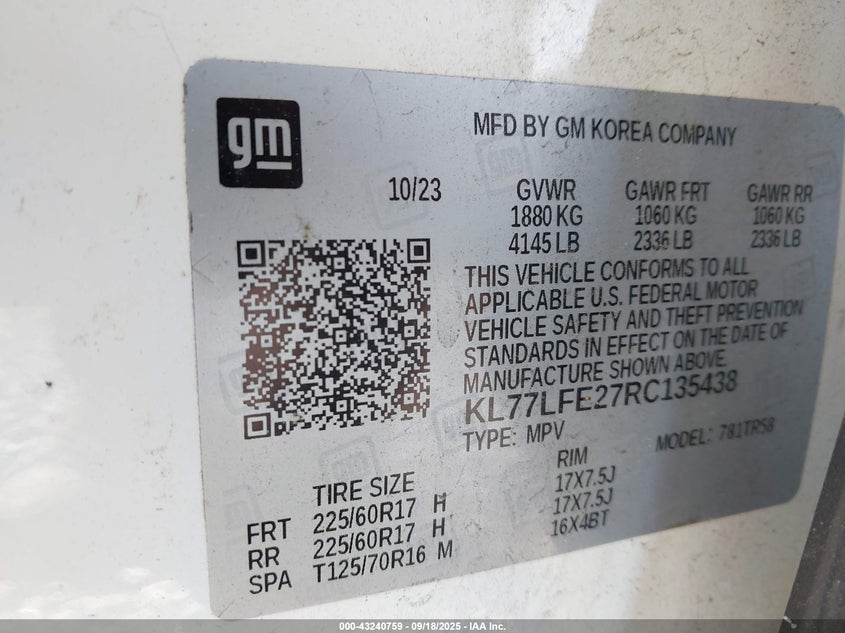 gm
MFD BY GM KOREA COMPANY
10/23
GVWR GAWR FRT GAWR RR
1880 KG 1060 KG 1060 KG
4145 LB 2336 LB 2336 LB
THIS VEHICLE CONFORMS TO ALL
APPLICABLE U.S. FEDERAL MOTOR
VEHICLE SAFETY AND THEFT PREVENTION
STANDARDS IN EFFECT ON THE DATE OF
MANUFACTURE SHOWN ABOVE.
KL77LFE27RC135438
TYPE: MPV MODEL: 781TR58
TIRE SIZE RIM
FRT 225/60R17 H 17X7.5J
RR 225/60R17 H 17X7.5J
SPA T125/70R16 M 16X4BT
000-43240759 - 09/18/2025 - IAA Inc.